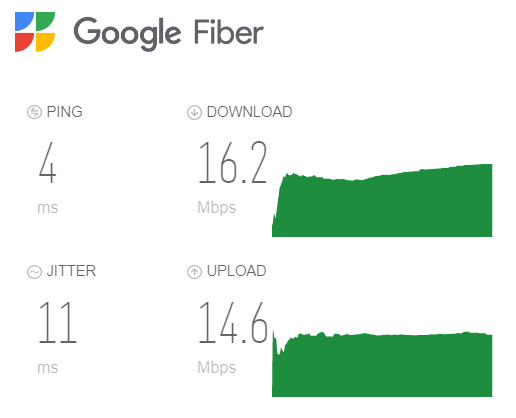 Google Fiber
PING
DOWNLOAD
4
16.2
ms
Mbps
JITTER
UPLOAD
11
14.6
ms
Mbps